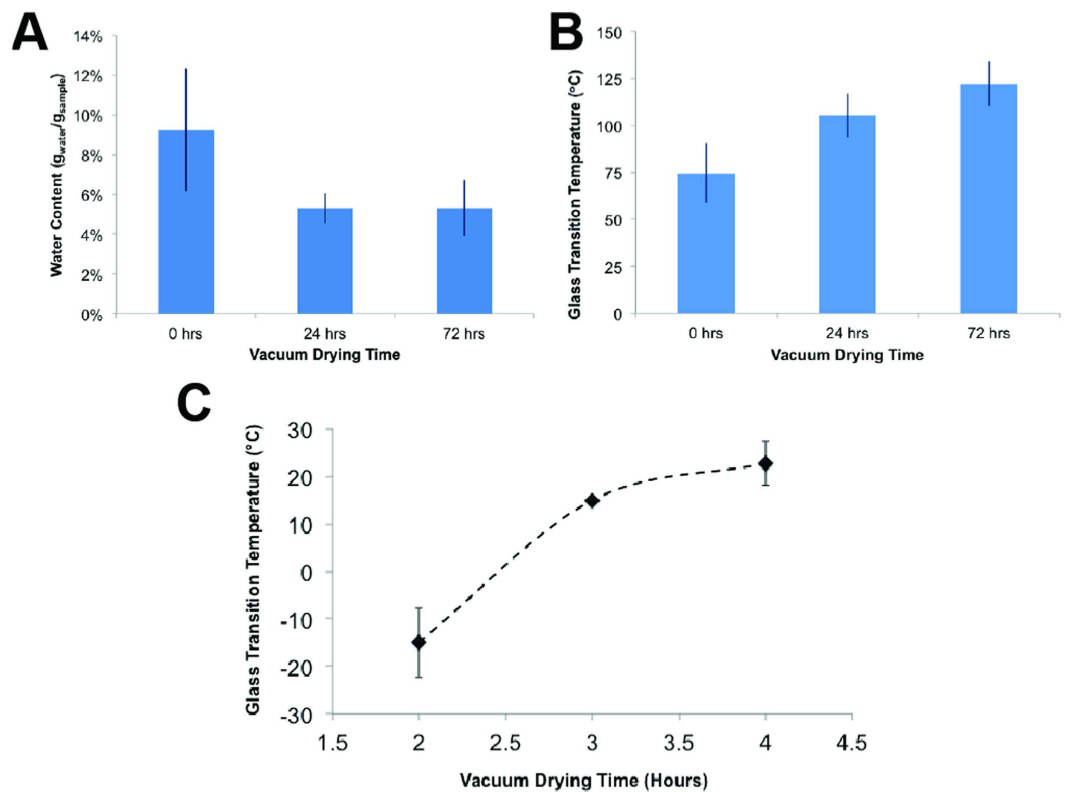 A
Water Content (gwater/gsample)
14%
12%
10%
8%
6%
4%
2%
0%
0 hrs
24 hrs
72 hrs
Vacuum Drying Time
B
Glass Transition Temperature (°C)
150
125
100
75
50
25
0
0 hrs
24 hrs
72 hrs
Vacuum Drying Time
C
Glass Transition Temperature (°C)
30
20
10
0
-10
-20
-30
1.5
2
2.5
3
3.5
4
4.5
Vacuum Drying Time (Hours)